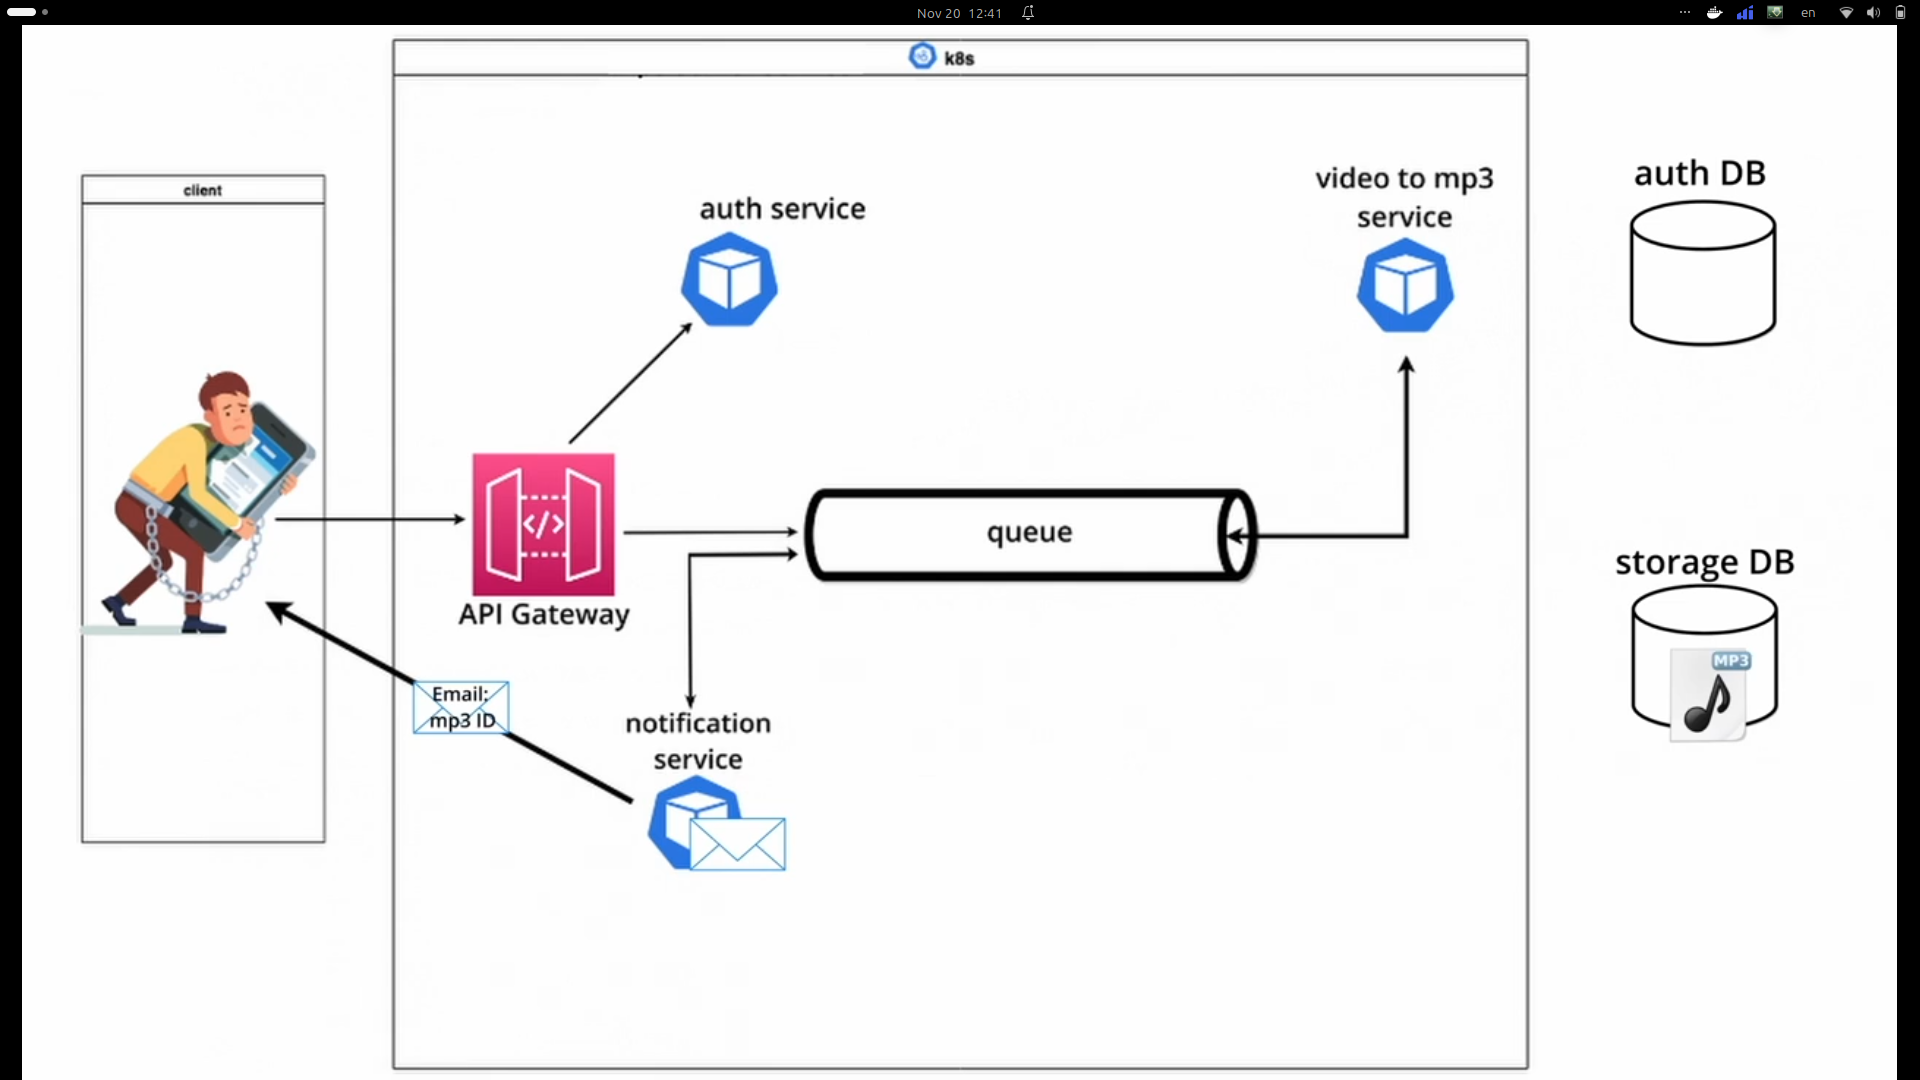 Nov 20 12:41
en
k8s
client
auth service
video to mp3
service
auth DB
</>
API Gateway
queue
storage DB
MP3
Email:
mp3 ID
notification
service